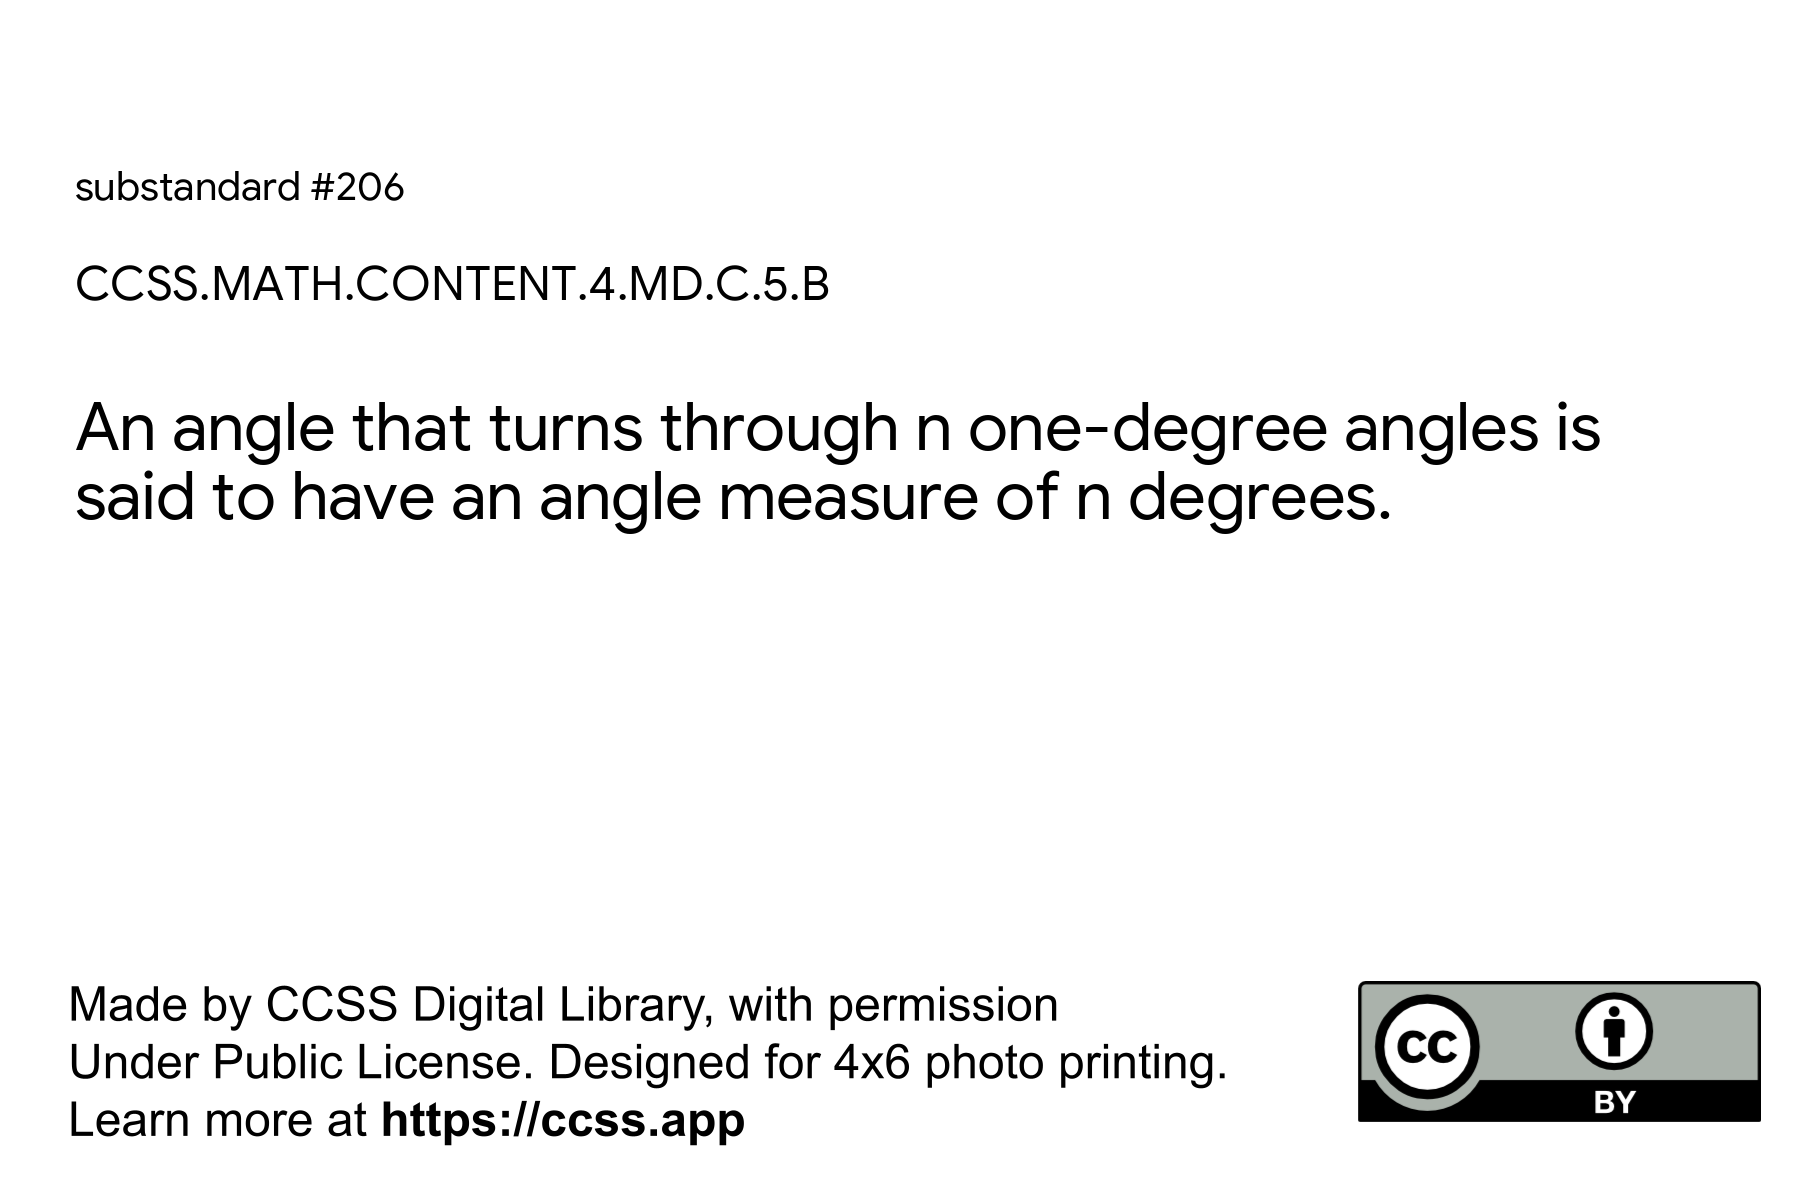 substandard #206
CCSS.MATH.CONTENT.4.MD.C.5.B
An angle that turns through n one-degree angles is
said to have an angle measure of n degrees.
Made by CCSS Digital Library, with permission
Under Public License. Designed for 4x6 photo printing.
Learn more at https://ccss.app
cc
BY